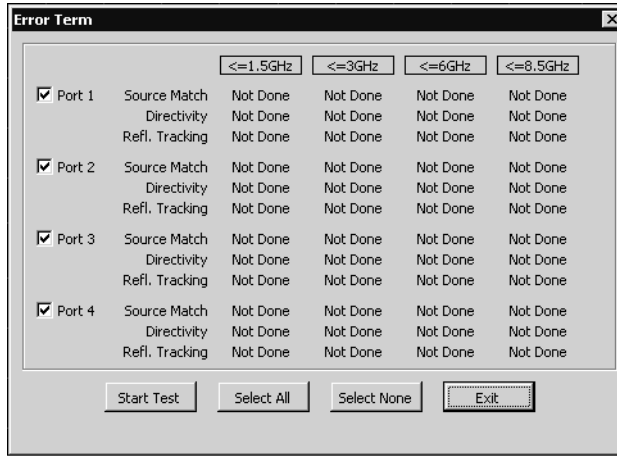 Error Term
<=1.5GHz <=3GHz <=6GHz <=8.5GHz
Port 1 Source Match Not Done Not Done Not Done Not Done
Directivity Not Done Not Done Not Done Not Done
Refl. Tracking Not Done Not Done Not Done Not Done
Port 2 Source Match Not Done Not Done Not Done Not Done
Directivity Not Done Not Done Not Done Not Done
Refl. Tracking Not Done Not Done Not Done Not Done
Port 3 Source Match Not Done Not Done Not Done Not Done
Directivity Not Done Not Done Not Done Not Done
Refl. Tracking Not Done Not Done Not Done Not Done
Port 4 Source Match Not Done Not Done Not Done Not Done
Directivity Not Done Not Done Not Done Not Done
Refl. Tracking Not Done Not Done Not Done Not Done
Start Test Select All Select None Exit